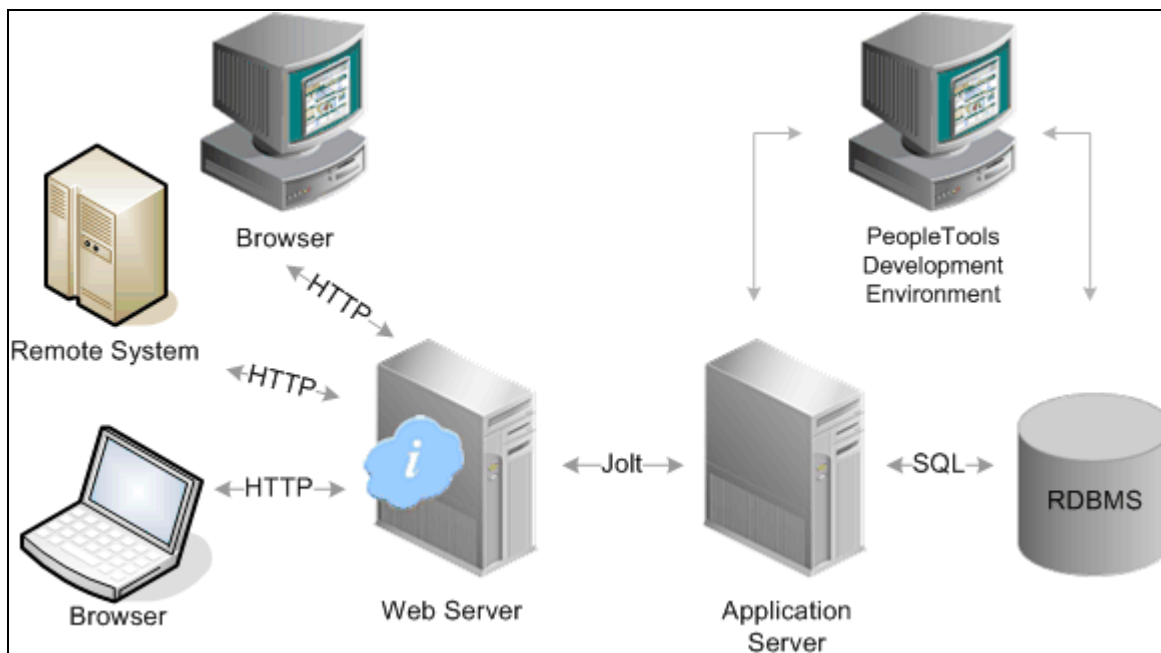 Browser
PeopleTools
Development
Environment
HTTP
Remote System
HTTP
HTTP
Jolt
SQL
RDBMS
i
Browser
Web Server
Application
Server